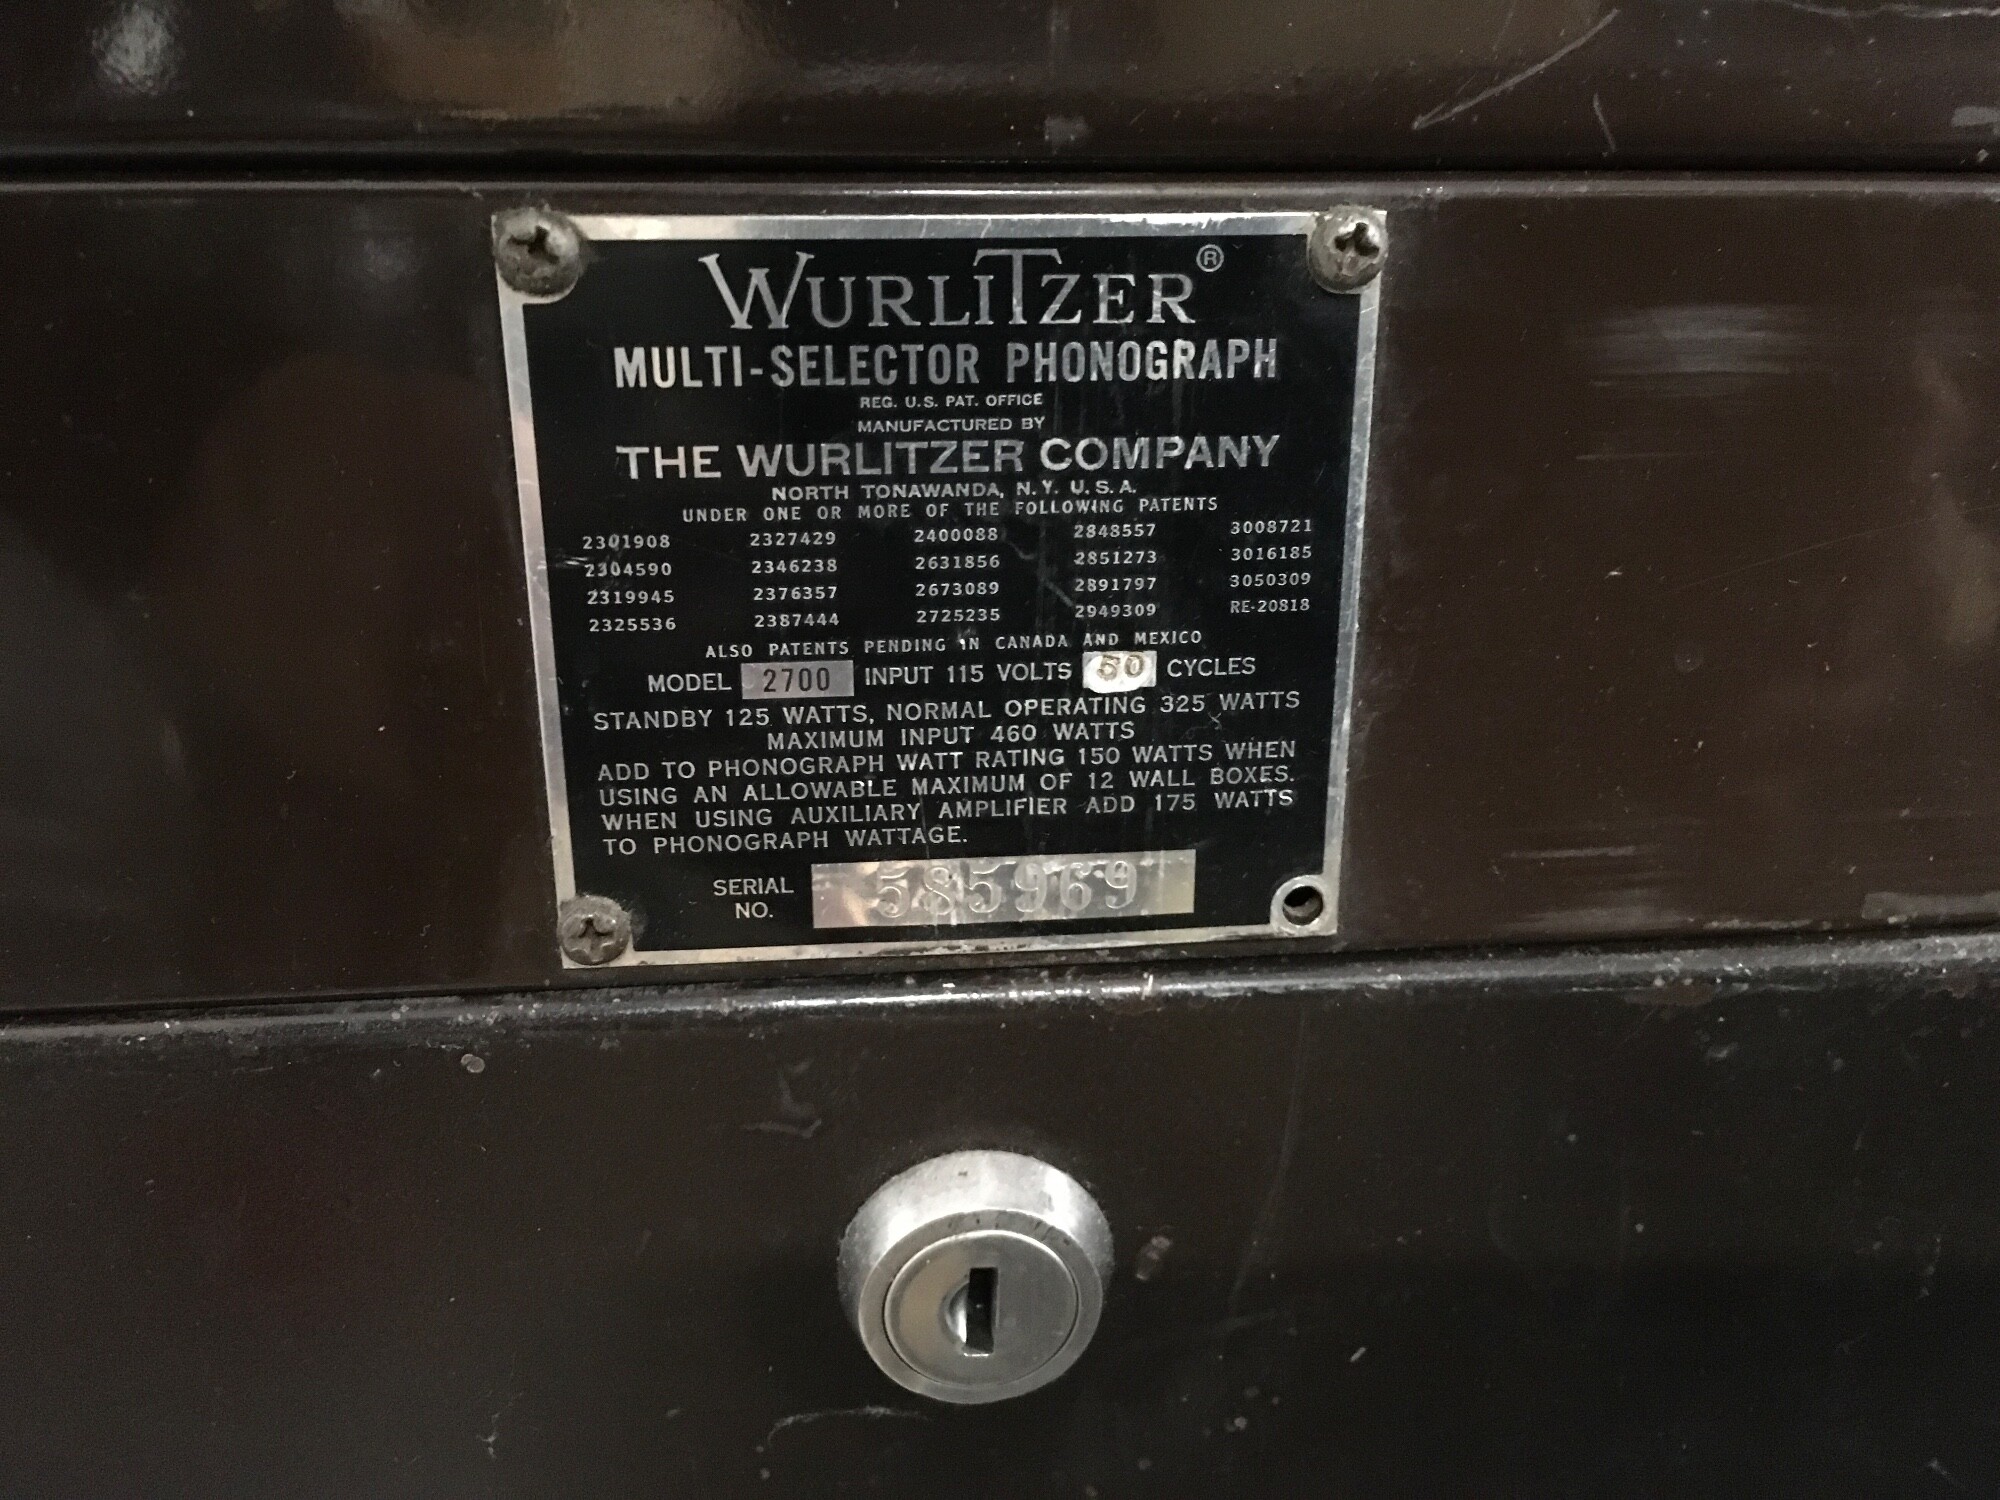 WURLITZER®
MULTI-SELECTOR PHONOGRAPH
REG. U.S. PAT. OFFICE
MANUFACTURED BY
THE WURLITZER COMPANY
NORTH TONAWANDA, N.Y. U.S.A.
UNDER ONE OR MORE OF THE FOLLOWING PATENTS
2301908 2327429 2400088 2848557 3008721
2304590 2346238 2631856 2851273 3016185
2319945 2376357 2673089 2891797 3050309
2325536 2387444 2725235 2949309 RE-20818
ALSO PATENTS PENDING IN CANADA AND MEXICO
MODEL 2700 INPUT 115 VOLTS 50 CYCLES
STANDBY 125 WATTS, NORMAL OPERATING 325 WATTS
MAXIMUM INPUT 460 WATTS
ADD TO PHONOGRAPH WATT RATING 150 WATTS WHEN
USING AN ALLOWABLE MAXIMUM OF 12 WALL BOXES.
WHEN USING AUXILIARY AMPLIFIER ADD 175 WATTS
TO PHONOGRAPH WATTAGE.
SERIAL NO. 585969